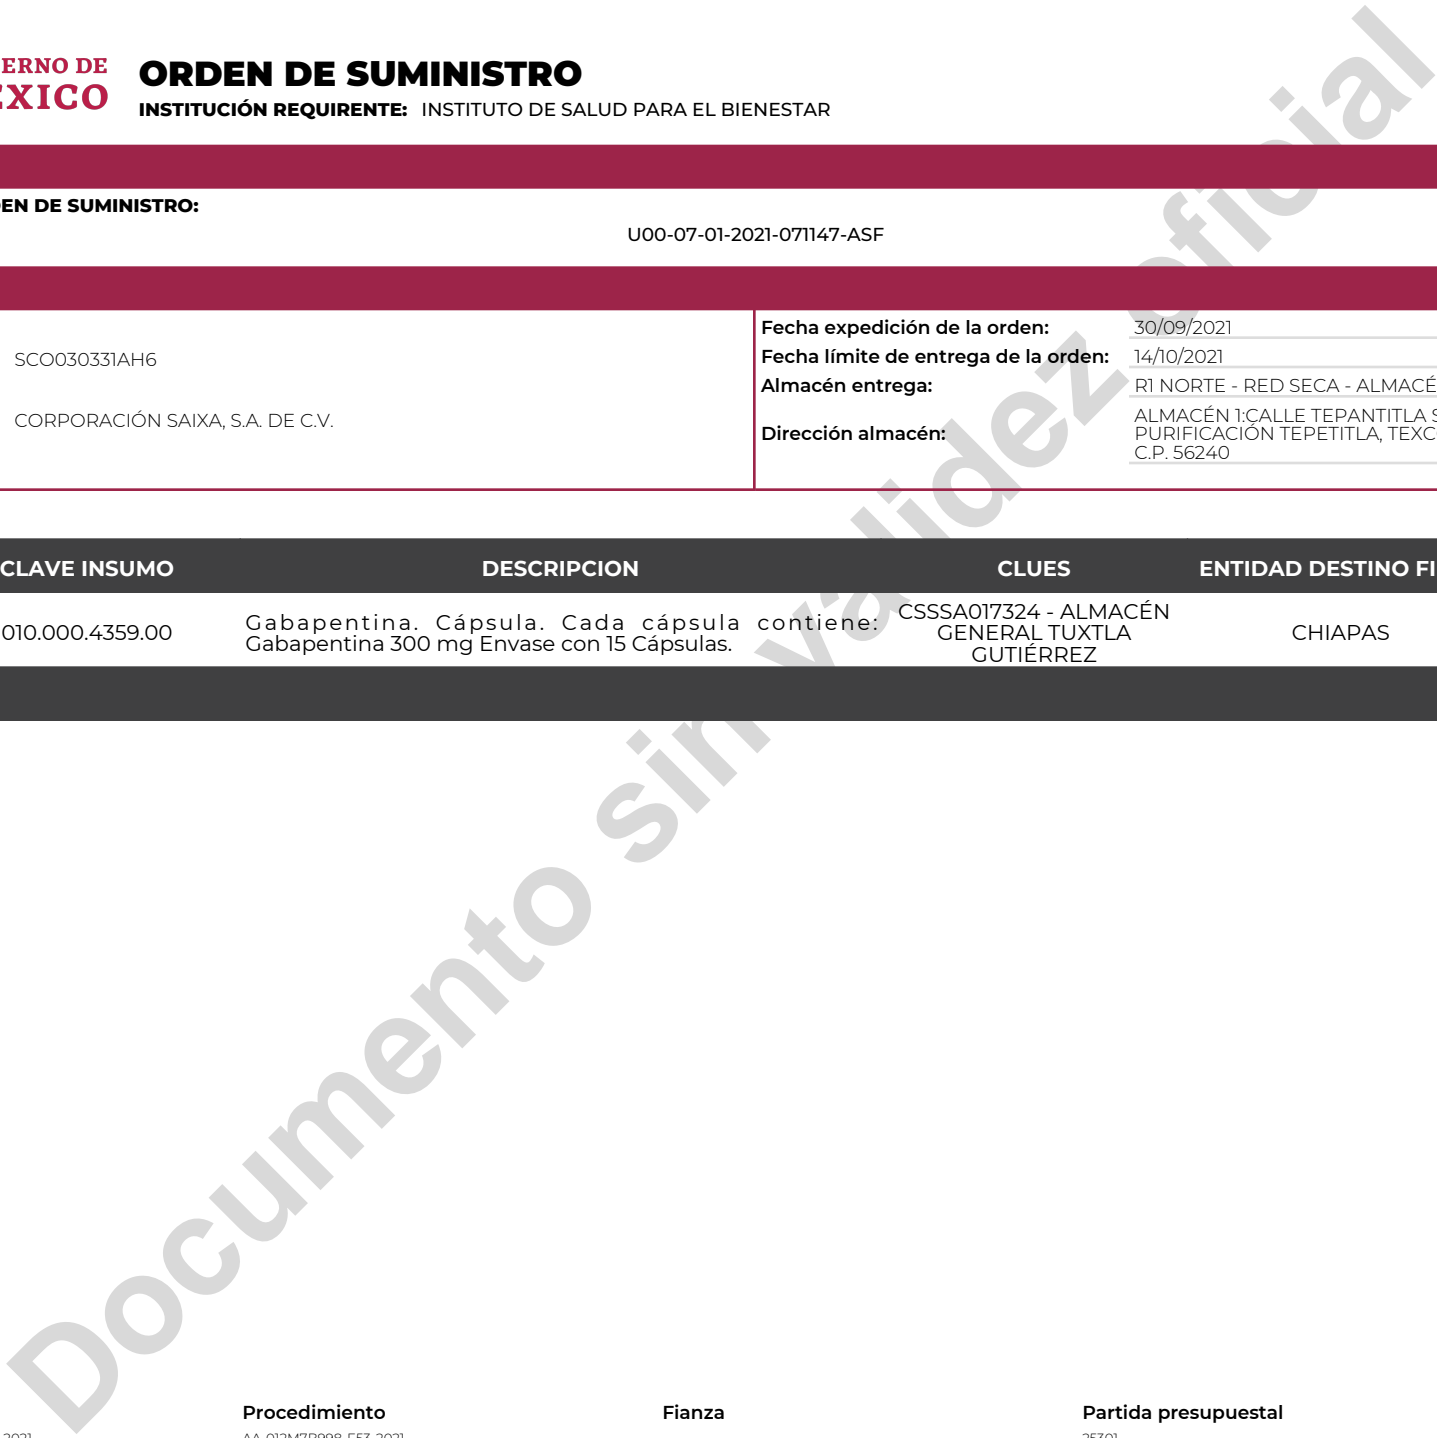 ERNO DE
ORDEN DE SUMINISTRO
INSTITUCIÓN REQUIRENTE: INSTITUTO DE SALUD PARA EL BIENESTAR
EN DE SUMINISTRO:
U00-07-01-2021-071147-ASF
Fecha expedición de la orden: 30/09/2021
SCO030331AH6
Fecha límite de entrega de la orden: 14/10/2021
Almacén entrega: R1 NORTE - RED SECA - ALMACÉ
CORPORACIÓN SAIXA, S.A. DE C.V.
Dirección almacén:
ALMACÉN 1:CALLE TEPANTITLA S
PURIFICACIÓN TEPETITLA, TEXC
C.P. 56240
CLAVE INSUMO DESCRIPCION CLUES ENTIDAD DESTINO FI
010.000.4359.00
Gabapentina. Cápsula. Cada cápsula contiene:
Gabapentina 300 mg Envase con 15 Cápsulas.
CSSSA017324 - ALMACÉN
GENERAL TUXTLA
GUTIÉRREZ
CHIAPAS
Documento sin validez oficial
Procedimiento Fianza Partida presupuestal